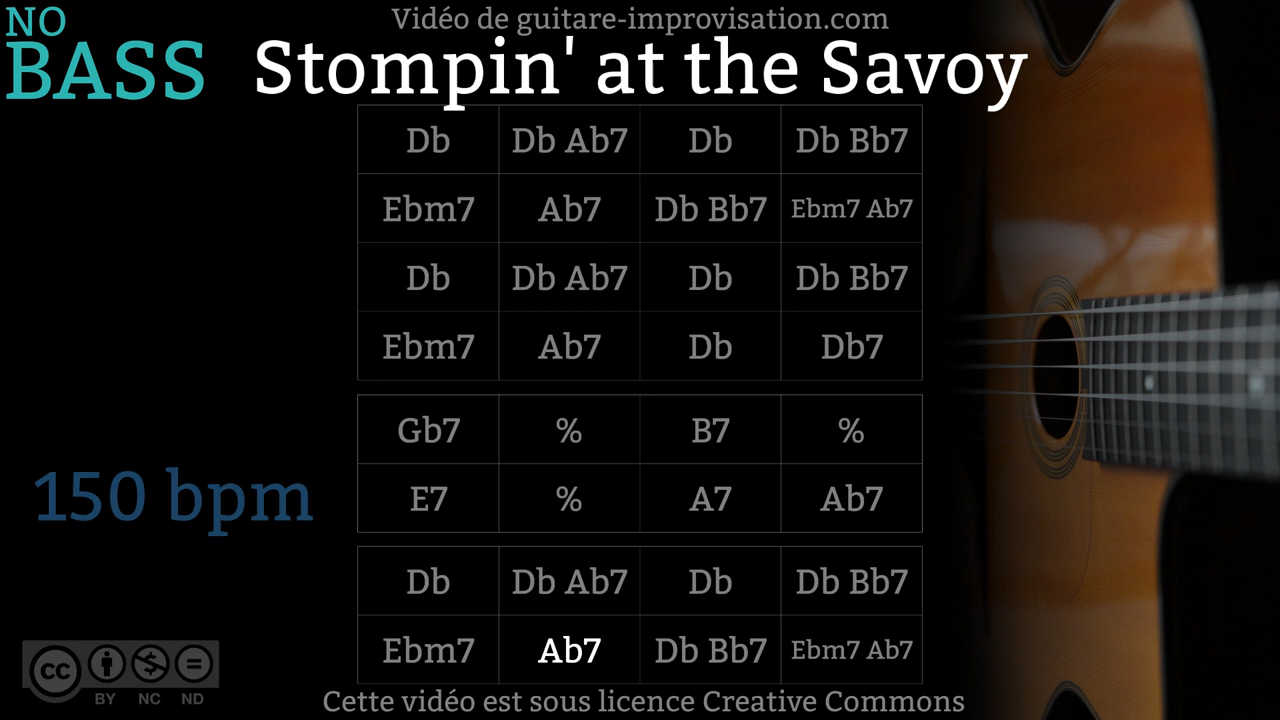 NO
BASS
Vidéo de guitare-improvisation.com
Stompin' at the Savoy
Db Db Ab7 Db Db Bb7
Ebm7 Ab7 Db Bb7 Ebm7 Ab7
Db Db Ab7 Db Db Bb7
Ebm7 Ab7 Db Db7
Gb7 % B7 %
E7 % A7 Ab7
150 bpm
Db Db Ab7 Db Db Bb7
Ebm7 Ab7 Db Bb7 Ebm7 Ab7
cc
BY NC ND
Cette vidéo est sous licence Creative Commons